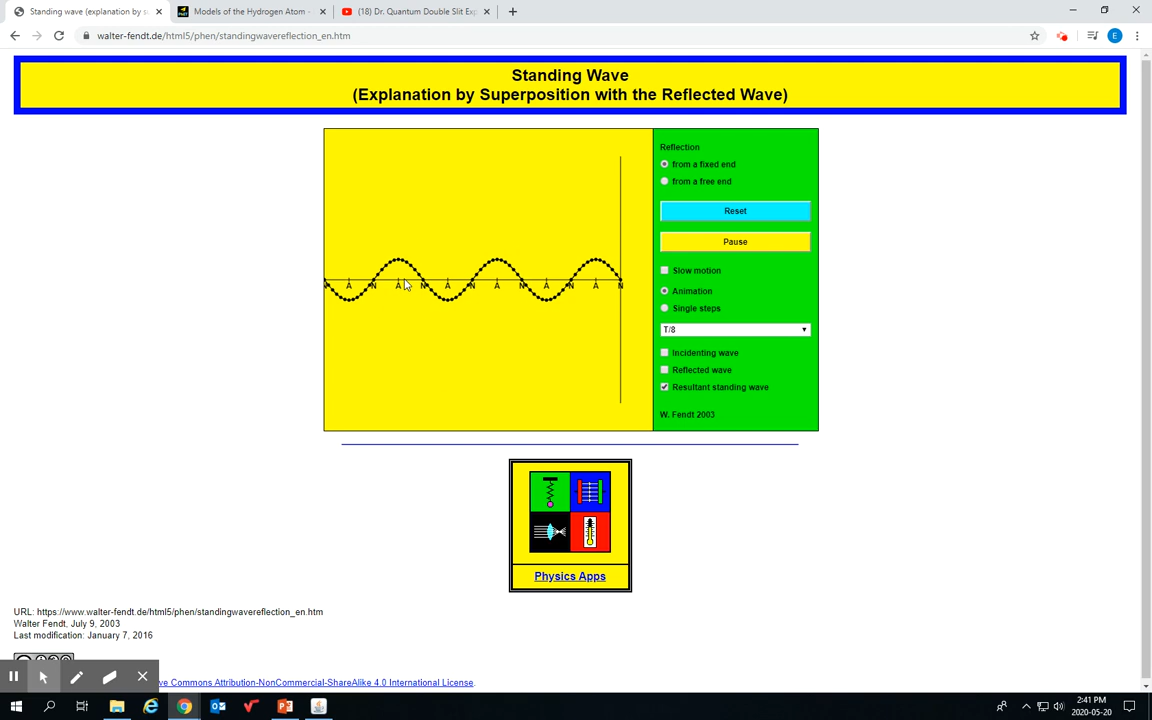 Standing wave (explanation by s
Models of the Hydrogen Atom -
(18) Dr. Quantum Double Slit Exp
walter-fendt.de/html5/phen/standingwavereflection_en.htm
E
Standing Wave
(Explanation by Superposition with the Reflected Wave)
Reflection
from a fixed end
from a free end
Reset
Pause
Slow motion
Animation
Single steps
T/8
Incidenting wave
Reflected wave
Resultant standing wave
W. Fendt 2003
N A N A N A N A N A N A N
Physics Apps
URL: https://www.walter-fendt.de/html5/phen/standingwavereflection_en.htm
Walter Fendt, July 9, 2003
Last modification: January 7, 2016
ve Commons Attribution-NonCommercial-ShareAlike 4.0 International License.
2:41 PM
2020-05-20